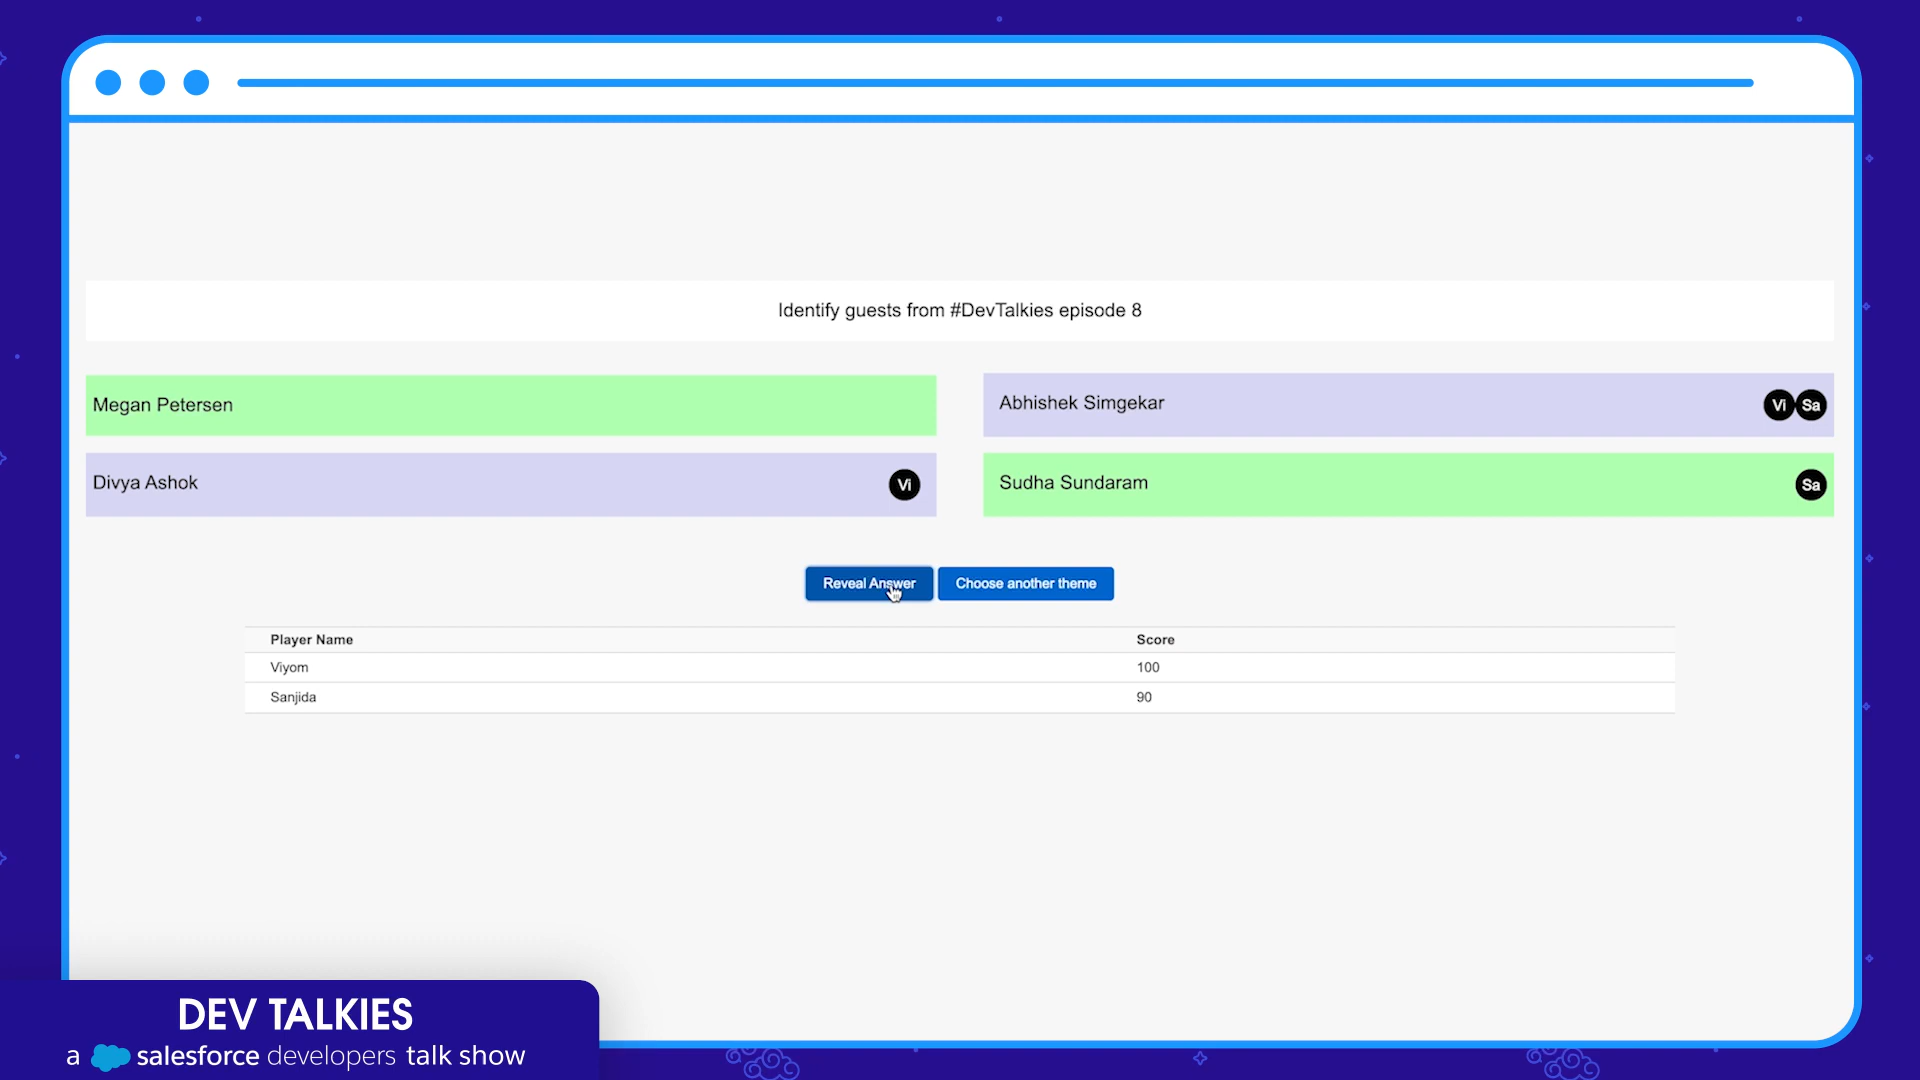 Identify guests from #DevTalkies episode 8
Megan Petersen
Abhishek Simgekar
Vi Sa
Divya Ashok
Vi
Sudha Sundaram
Sa
Reveal Answer
Choose another theme
Player Name Score
Viyom 100
Sanjida 90
DEV TALKIES
a salesforce developers talk show